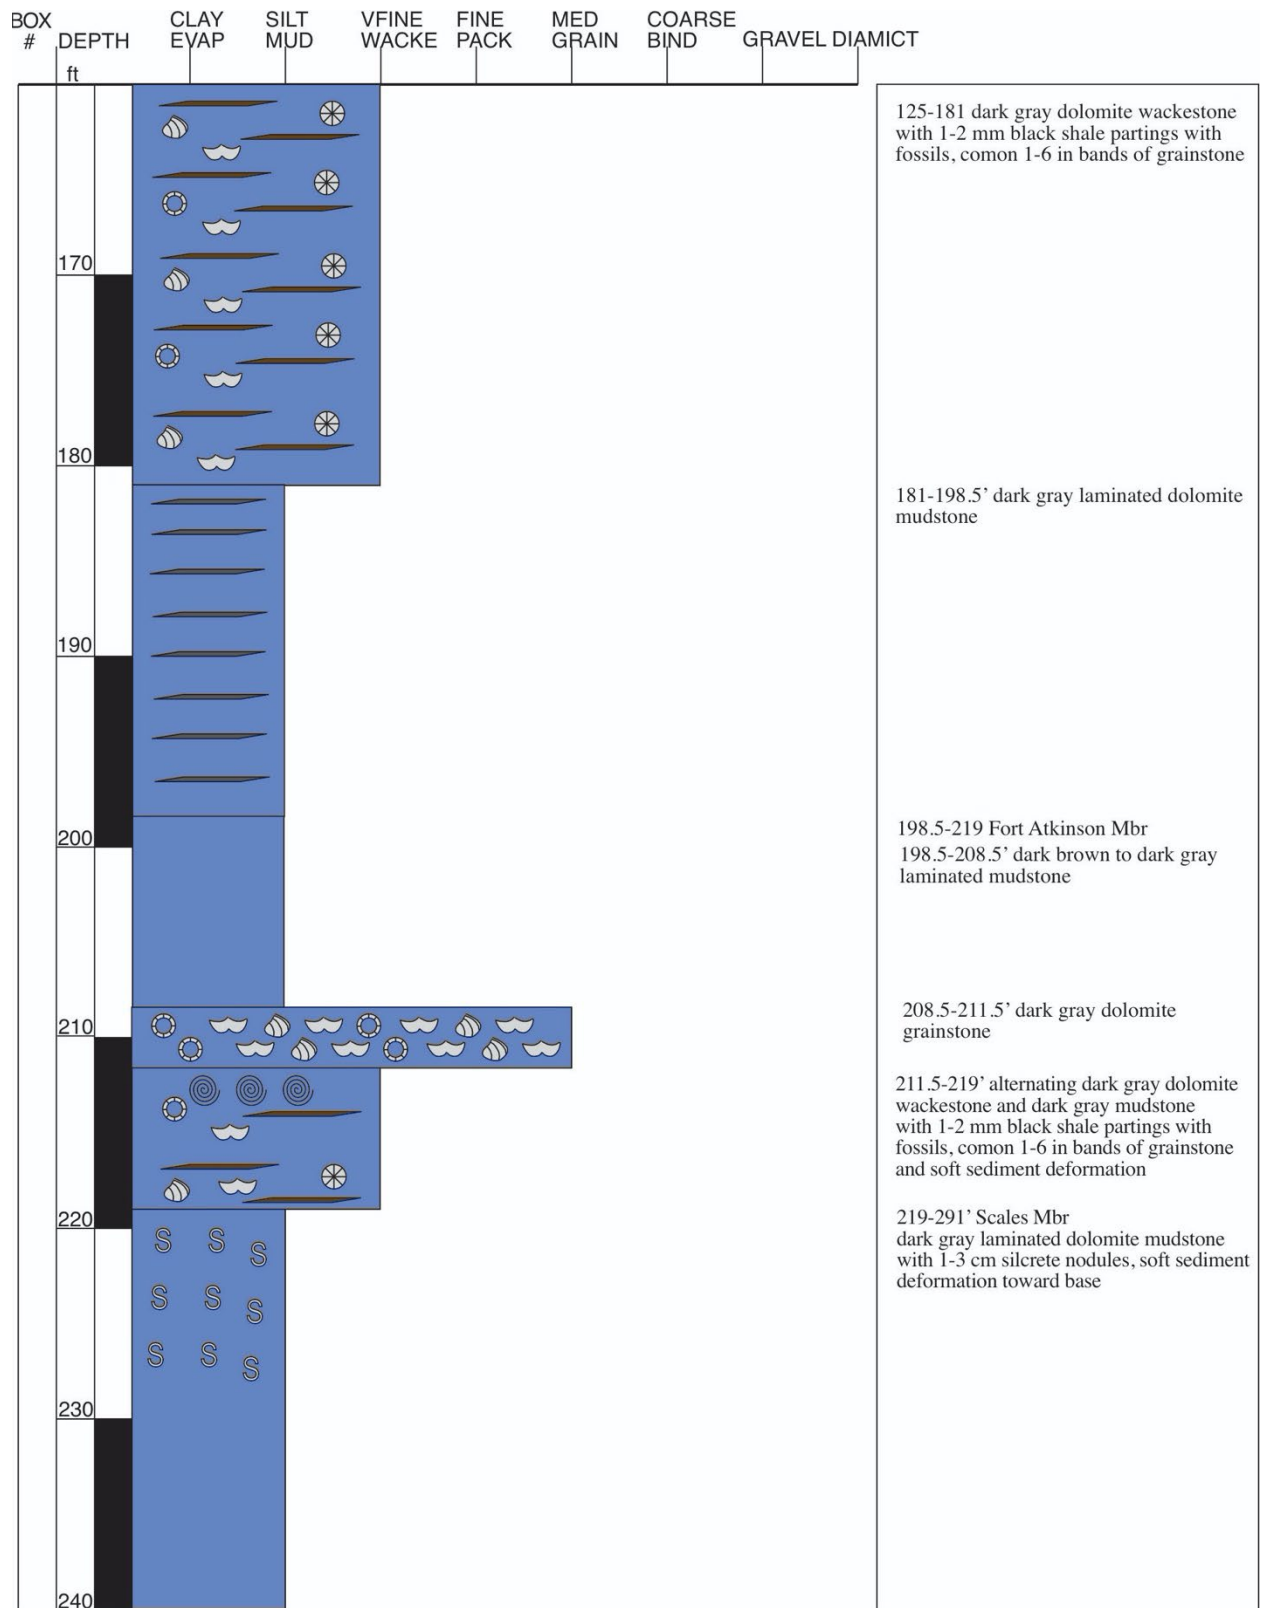 BOX
#
DEPTH
ft
CLAY
EVAP
SILT
MUD
VFINE
WACKE
FINE
PACK
MED
GRAIN
COARSE
BIND
GRAVEL
DIAMICT
125-181 dark gray dolomite wackestone
with 1-2 mm black shale partings with
fossils, comon 1-6 in bands of grainstone
170
180
181-198.5’ dark gray laminated dolomite
mudstone
190
198.5-219 Fort Atkinson Mbr
200
198.5-208.5’ dark brown to dark gray
laminated mudstone
208.5-211.5’ dark gray dolomite
grainstone
210
211.5-219’ alternating dark gray dolomite
wackestone and dark gray mudstone
with 1-2 mm black shale partings with
fossils, comon 1-6 in bands of grainstone
and soft sediment deformation
219-291’ Scales Mbr
220
dark gray laminated dolomite mudstone
with 1-3 cm silcrete nodules, soft sediment
deformation toward base
S S S
S S S
S S S
230
240